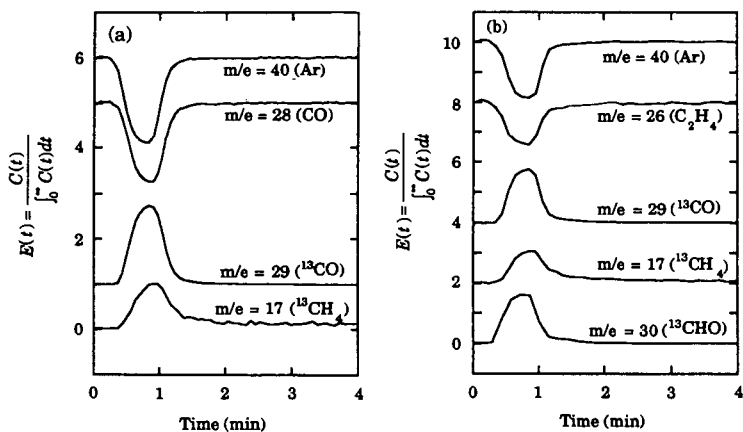 (a)
6
4
2
0
m/e = 40 (Ar)
m/e = 28 (CO)
m/e = 29 (¹³CO)
m/e = 17 (¹³CH₄)
E(t) = C(t) / ∫₀^∞ C(t)dt
0 1 2 3 4
Time (min)
(b)
10
8
6
4
2
0
m/e = 40 (Ar)
m/e = 26 (C₂H₄)
m/e = 29 (¹³CO)
m/e = 17 (¹³CH₄)
m/e = 30 (¹³CHO)
E(t) = C(t) / ∫₀^∞ C(t)dt
0 1 2 3 4
Time (min)